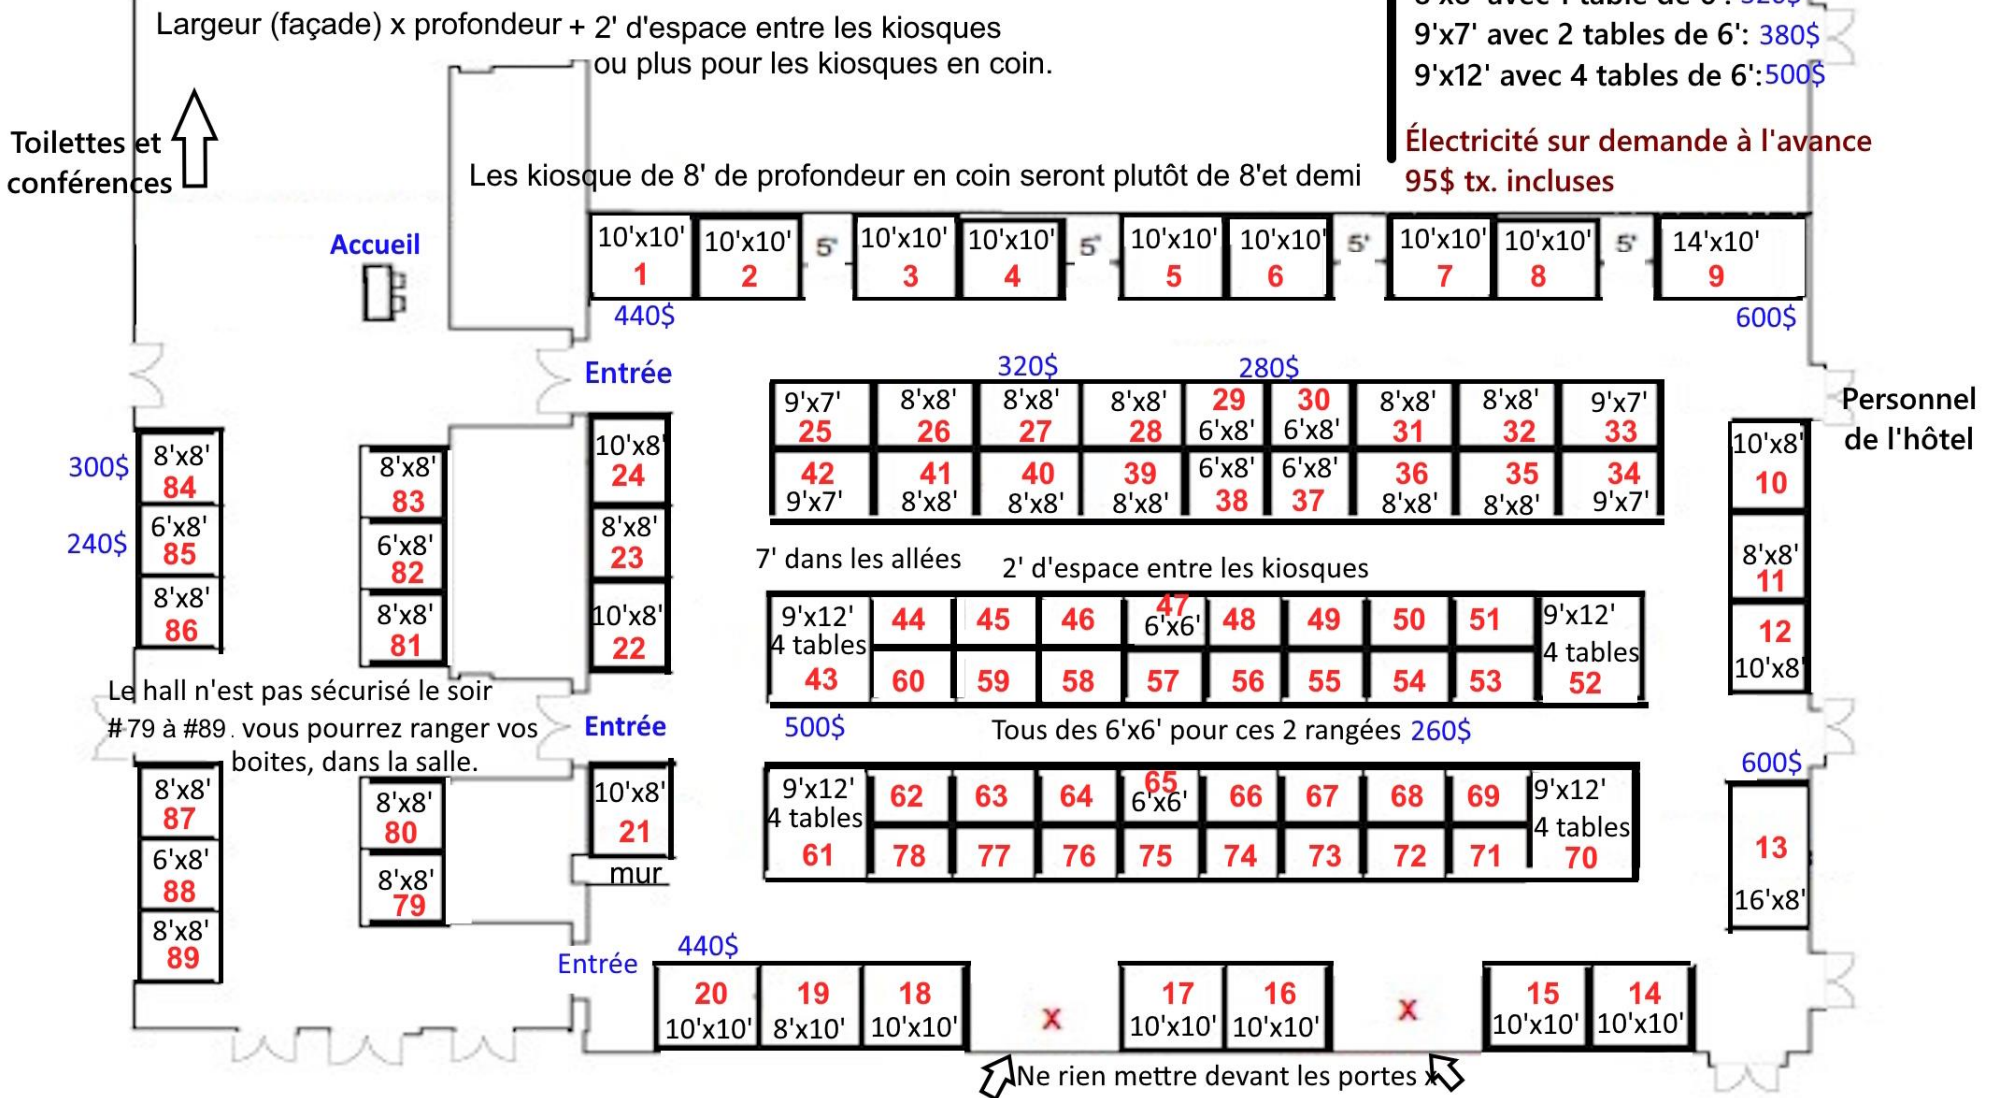 Largeur (façade) x profondeur + 2' d'espace entre les kiosques
ou plus pour les kiosques en coin.
8'x8' avec 1 table de 6': 320$
9'x7' avec 2 tables de 6': 380$
9'x12' avec 4 tables de 6':500$
Électricité sur demande à l'avance
95$ tx. incluses
Toilettes et
conférences
Les kiosque de 8' de profondeur en coin seront plutôt de 8'et demi
Accueil
10'x10' 10'x10' 5' 10'x10' 10'x10' 5' 10'x10' 10'x10' 5' 10'x10' 10'x10' 5' 14'x10'
1 2 3 4 5 6 7 8 9
440$ 600$
Entrée
320$ 280$
9'x7' 8'x8' 8'x8' 8'x8' 29 30 8'x8' 8'x8' 9'x7'
25 26 27 28 6'x8' 6'x8' 31 32 33
42 41 40 39 6'x8' 6'x8' 36 35 34
9'x7' 8'x8' 8'x8' 8'x8' 38 37 8'x8' 8'x8' 9'x7'
Personnel
de l'hôtel
10'x8'
10
8'x8'
11
12
10'x8'
300$ 8'x8'
84
240$ 6'x8'
85
8'x8'
86
8'x8'
83
6'x8'
82
8'x8'
81
10'x8'
24
8'x8'
23
10'x8'
22
7' dans les allées
2' d'espace entre les kiosques
9'x12' 44 45 46 47 48 49 50 51 9'x12'
4 tables 6'x6' 4 tables
43 60 59 58 57 56 55 54 53 52
Le hall n'est pas sécurisé le soir
#79 à #89. vous pourrez ranger vos
boites, dans la salle.
Entrée
500$ Tous des 6'x6' pour ces 2 rangées 260$
600$
9'x12' 62 63 64 65 66 67 68 69 9'x12'
4 tables 6'x6' 4 tables
61 78 77 76 75 74 73 72 71 70
13
16'x8'
8'x8'
87
6'x8'
88
8'x8'
89
8'x8'
80
8'x8'
79
10'x8'
21
mur
Entrée
440$
20 19 18 17 16 15 14
10'x10' 8'x10' 10'x10' x 10'x10' 10'x10' x 10'x10' 10'x10'
Ne rien mettre devant les portes x